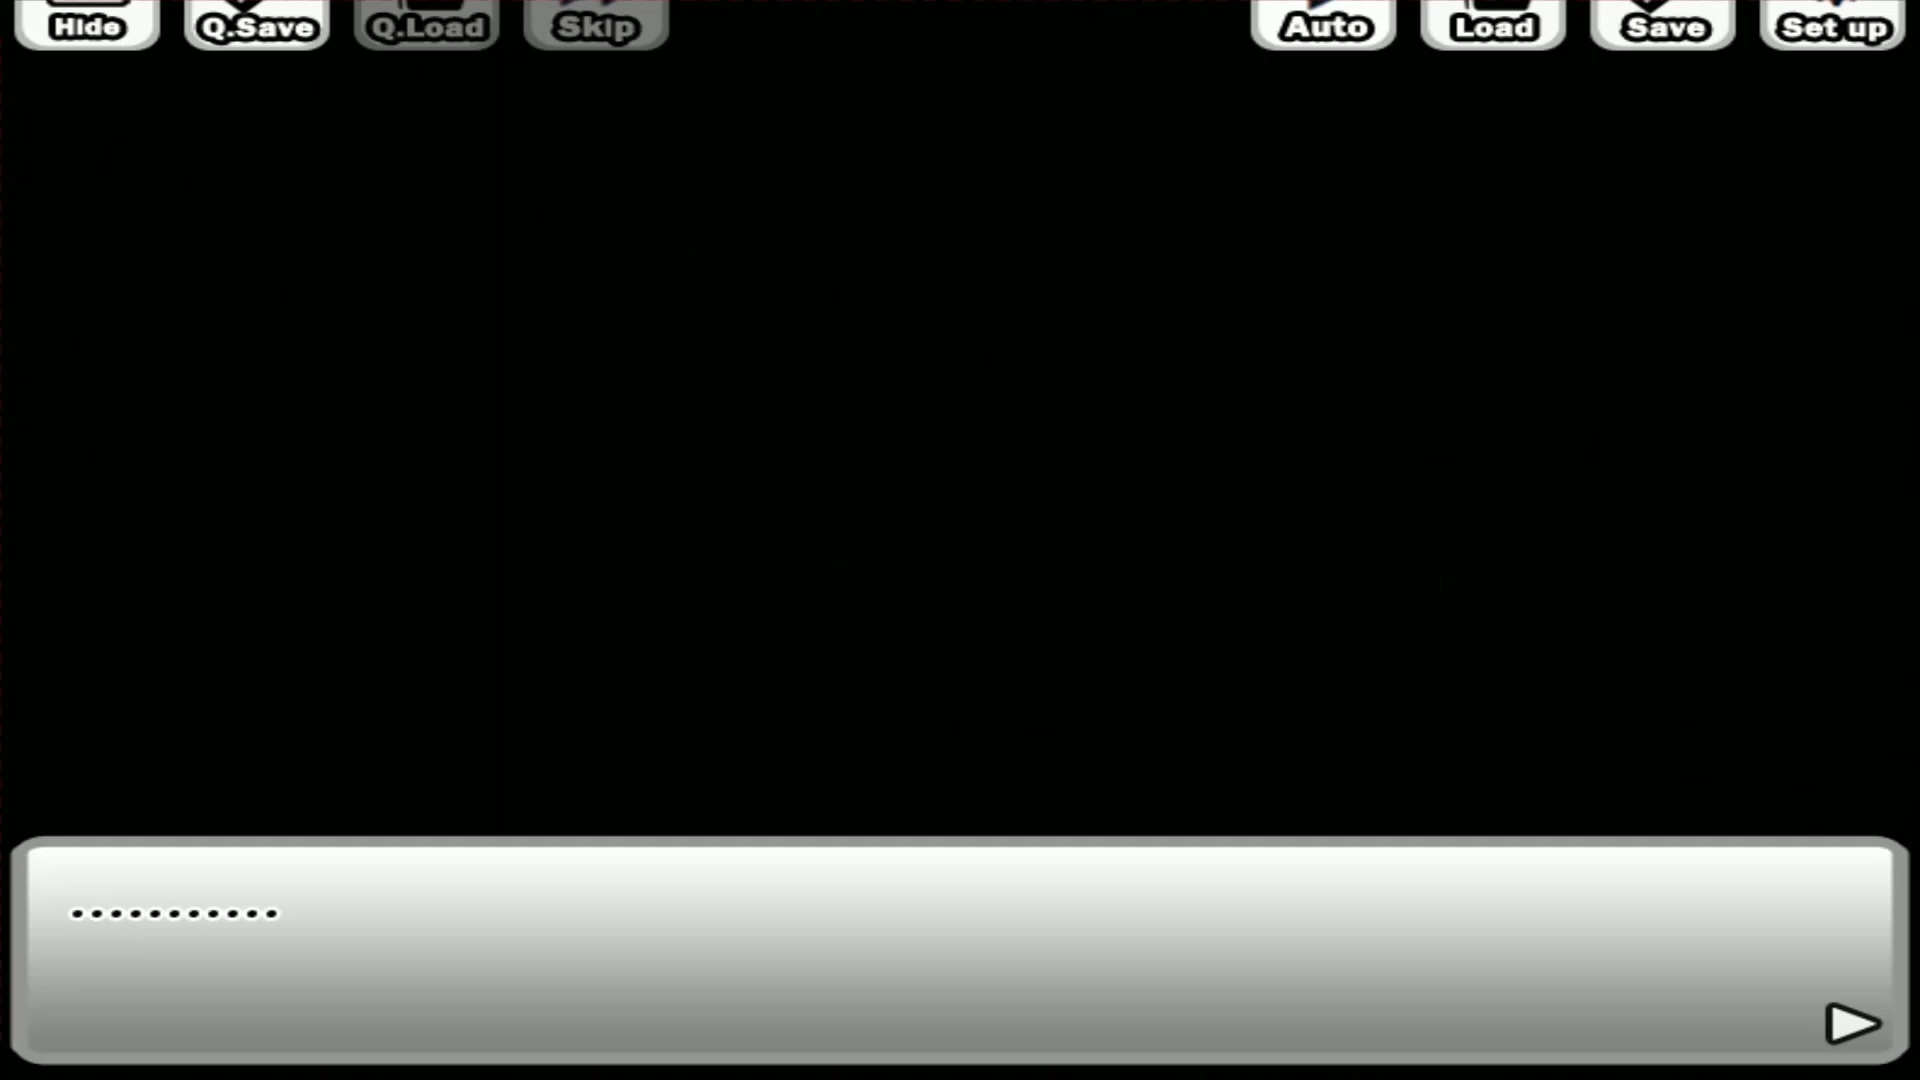 Hide Q.Save Q.Load Skip Auto Load Save Set up
...........